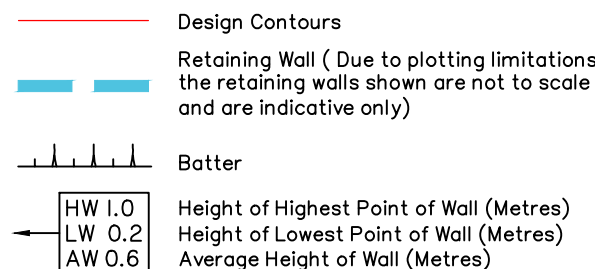 Design Contours
Retaining Wall ( Due to plotting limitations
the retaining walls shown are not to scale
and are indicative only)
Batter
HW 1.0 Height of Highest Point of Wall (Metres)
LW 0.2 Height of Lowest Point of Wall (Metres)
AW 0.6 Average Height of Wall (Metres)